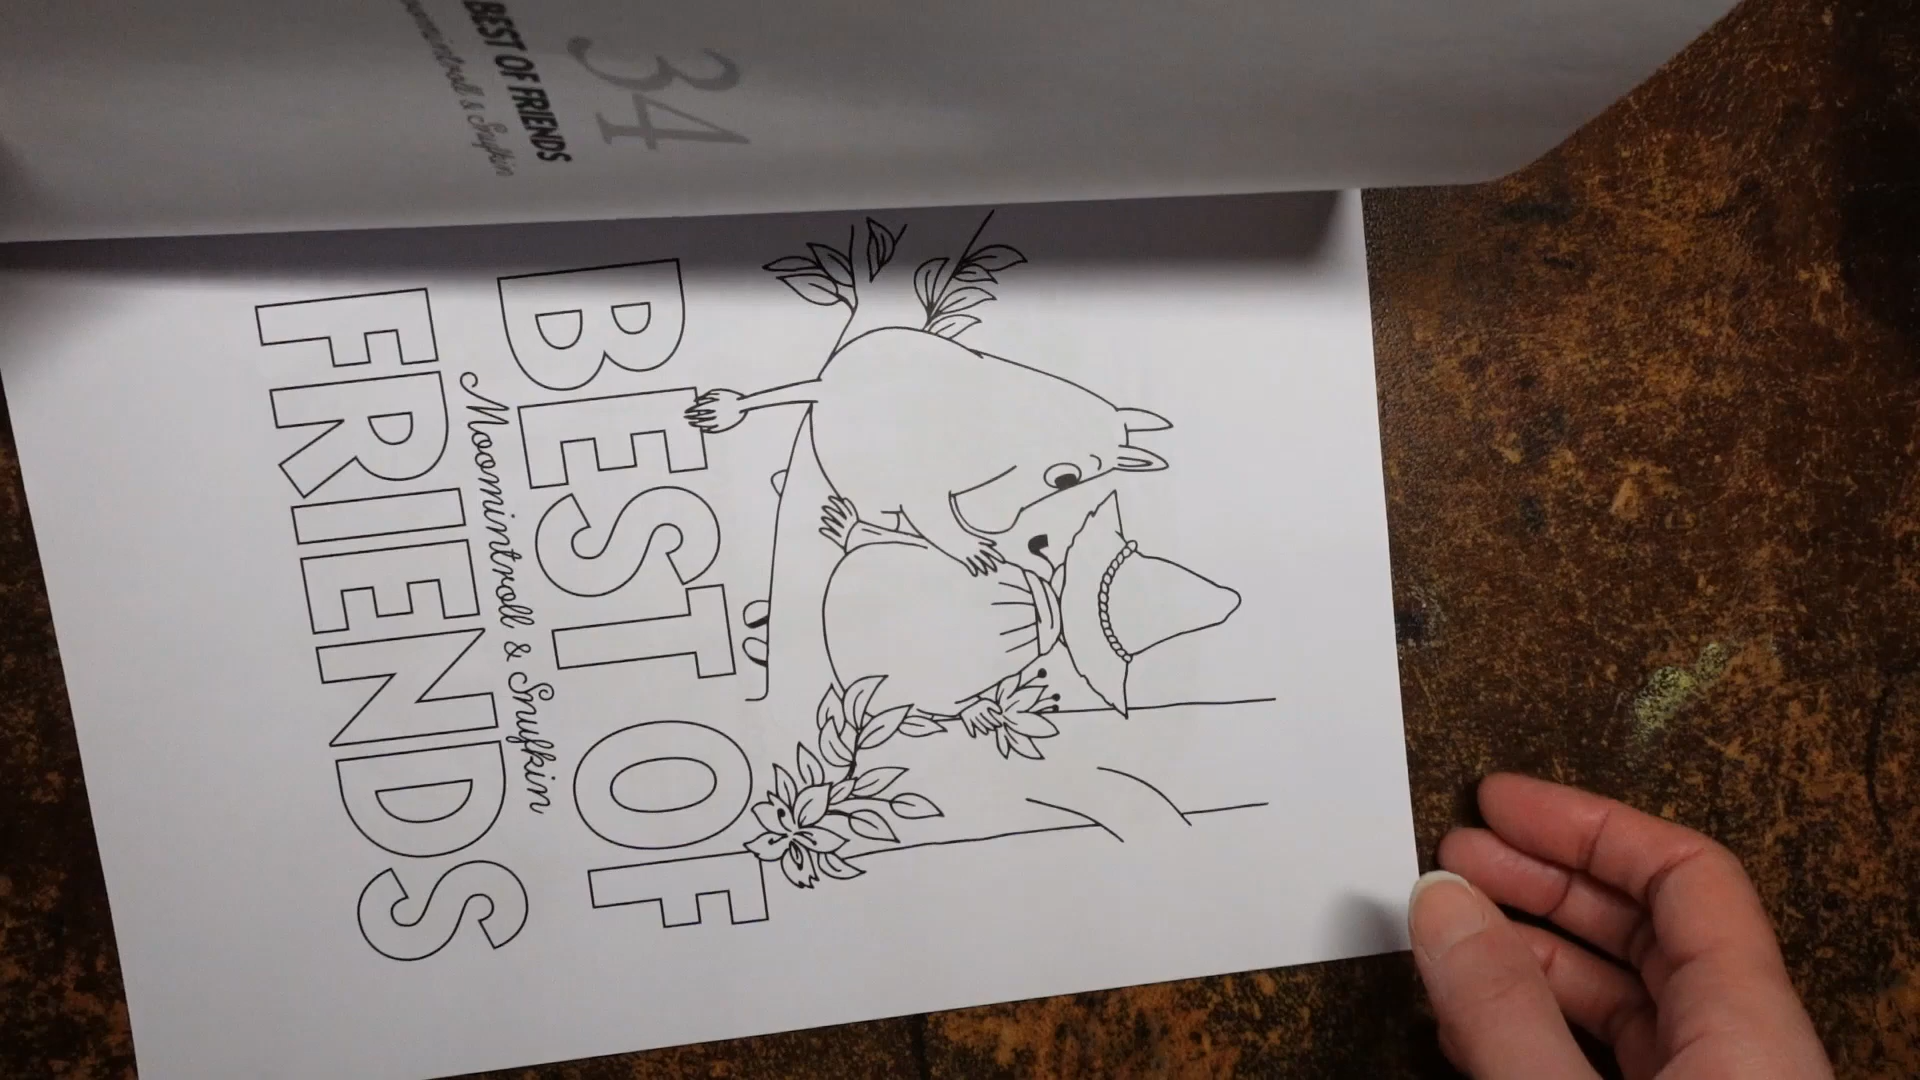 34
BEST OF FRIENDS
Moomintroll & Snufkin
BEST OF
Moomintroll & Snufkin
FRIENDS